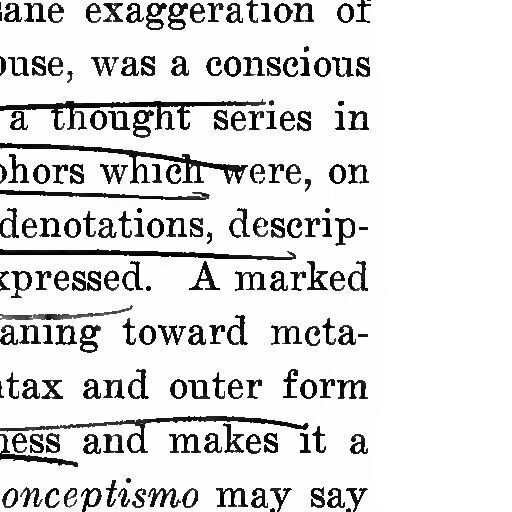 sane exaggeration of
ouse, was a conscious
a thought series in
phors which were, on
denotations, descrip-
xpressed. A marked
aning toward meta-
ntax and outer form
ness and makes it a
onceptismo may say